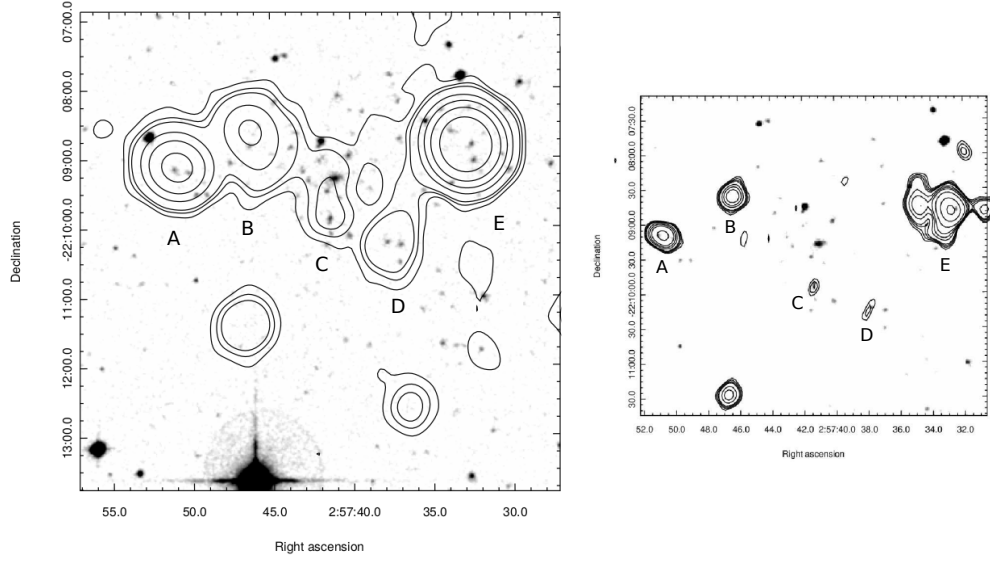 Declination
07:00.0
08:00.0
09:00.0
-22:10:00.0
11:00.0
12:00.0
13:00.0
A
B
C
D
E
55.0 50.0 45.0 2:57:40.0 35.0 30.0
Right ascension
Declination
07:30.0
08:00.0
30.0
09:00.0
30.0
-22:10:00.0
30.0
11:00.0
30.0
A
B
C
D
E
52.0 50.0 48.0 46.0 44.0 42.0 2:57:40.0 38.0 36.0 34.0 32.0
Right ascension